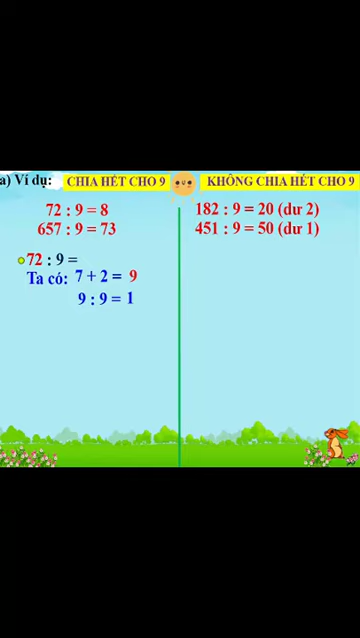 a) Ví dụ:
CHIA HẾT CHO 9
KHÔNG CHIA HẾT CHO 9
72 : 9 = 8
657 : 9 = 73
182 : 9 = 20 (dư 2)
451 : 9 = 50 (dư 1)
72 : 9 =
Ta có: 7 + 2 = 9
9 : 9 = 1